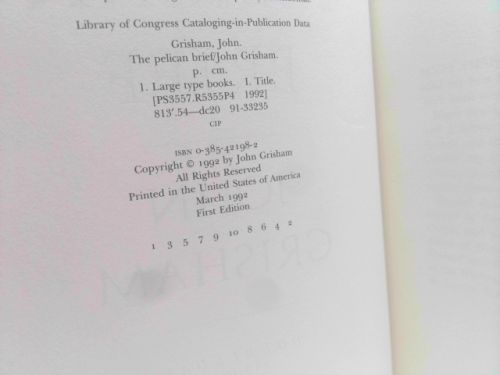 Library of Congress Cataloging-in-Publication Data
Grisham, John.
The pelican brief/John Grisham.
p. cm.
1. Large type books. I. Title.
[PS3557.R5355P4 1992]
813'.54—dc20 91-33235
CIP
ISBN 0-385-42198-2
Copyright © 1992 by John Grisham
All Rights Reserved
Printed in the United States of America
March 1992
First Edition
1 3 5 7 9 10 8 6 4 2